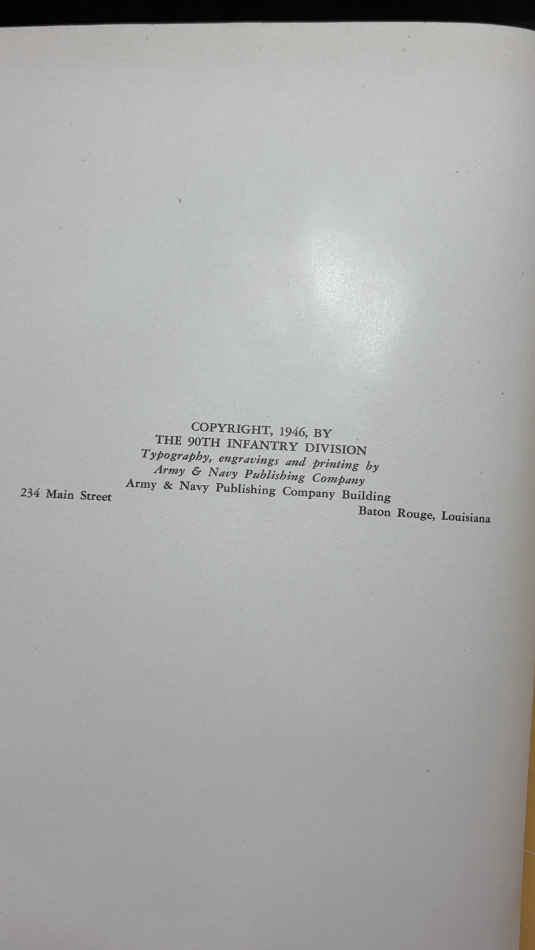 COPYRIGHT, 1946, BY
THE 90TH INFANTRY DIVISION
Typography, engravings and printing by
Army & Navy Publishing Company
Army & Navy Publishing Company Building
234 Main Street
Baton Rouge, Louisiana